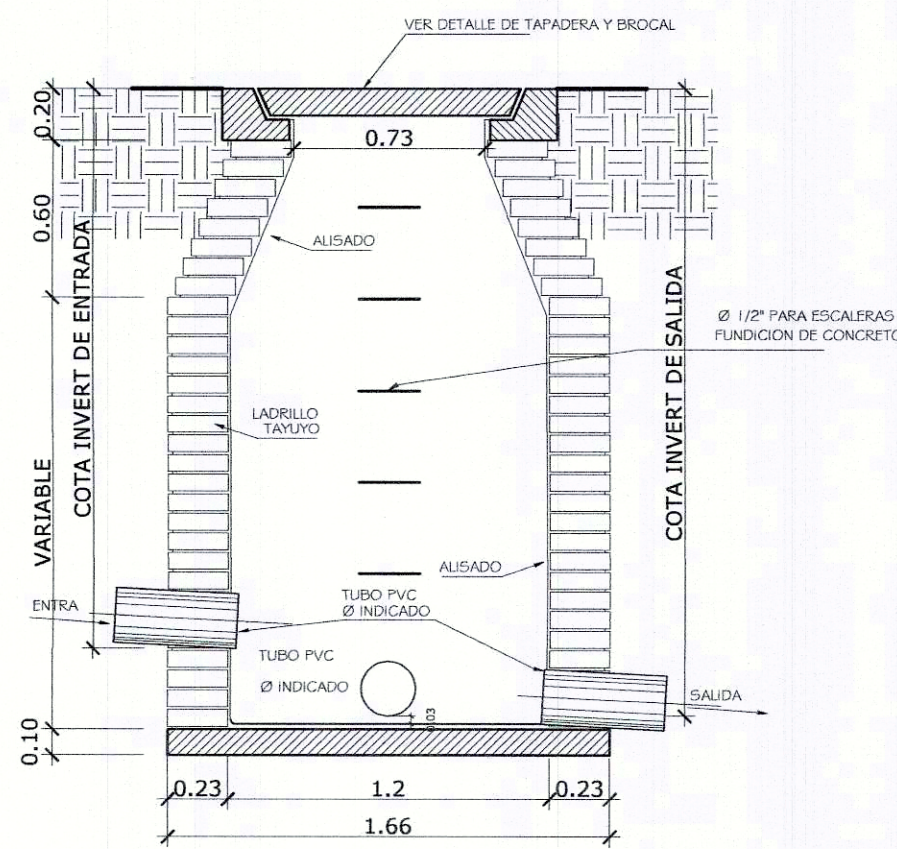 VER DETALLE DE TAPADERA Y BROCAL
0.20
0.73
0.60
ALISADO
COTA INVERT DE ENTRADA
COTA INVERT DE SALIDA
Ø 1/2" PARA ESCALERAS
FUNDICION DE CONCRETO
LADRILLO
TAYUYO
VARIABLE
ALISADO
TUBO PVC
Ø INDICADO
ENTRA
TUBO PVC
Ø INDICADO
SALIDA
0.03
0.10
0.23
1.2
0.23
1.66